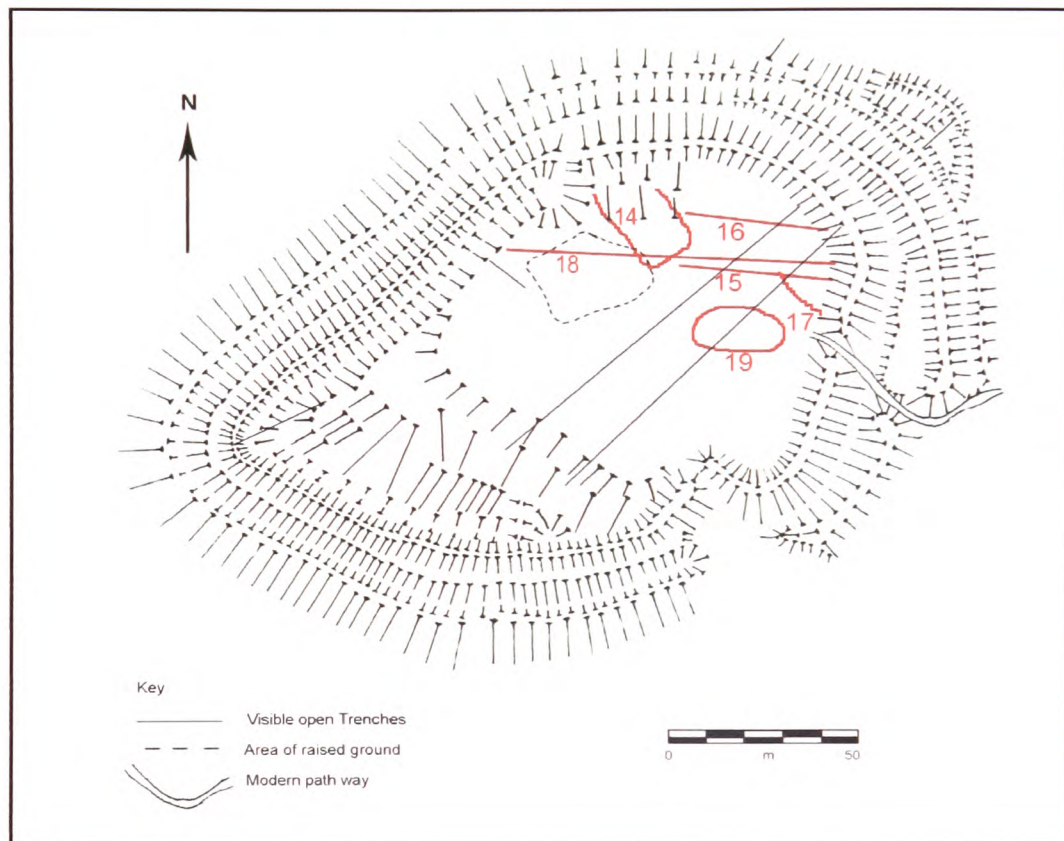 N
14
16
18
15
17
19
Key
Visible open Trenches
Area of raised ground
Modern path way
0 m 50